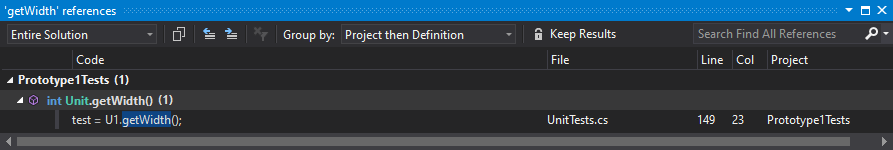 'getWidth' references
Entire Solution Group by: Project then Definition Keep Results Search Find All References
Code File Line Col Project
Prototype1Tests (1)
int Unit.getWidth() (1)
test = U1.getWidth(); UnitTests.cs 149 23 Prototype1Tests